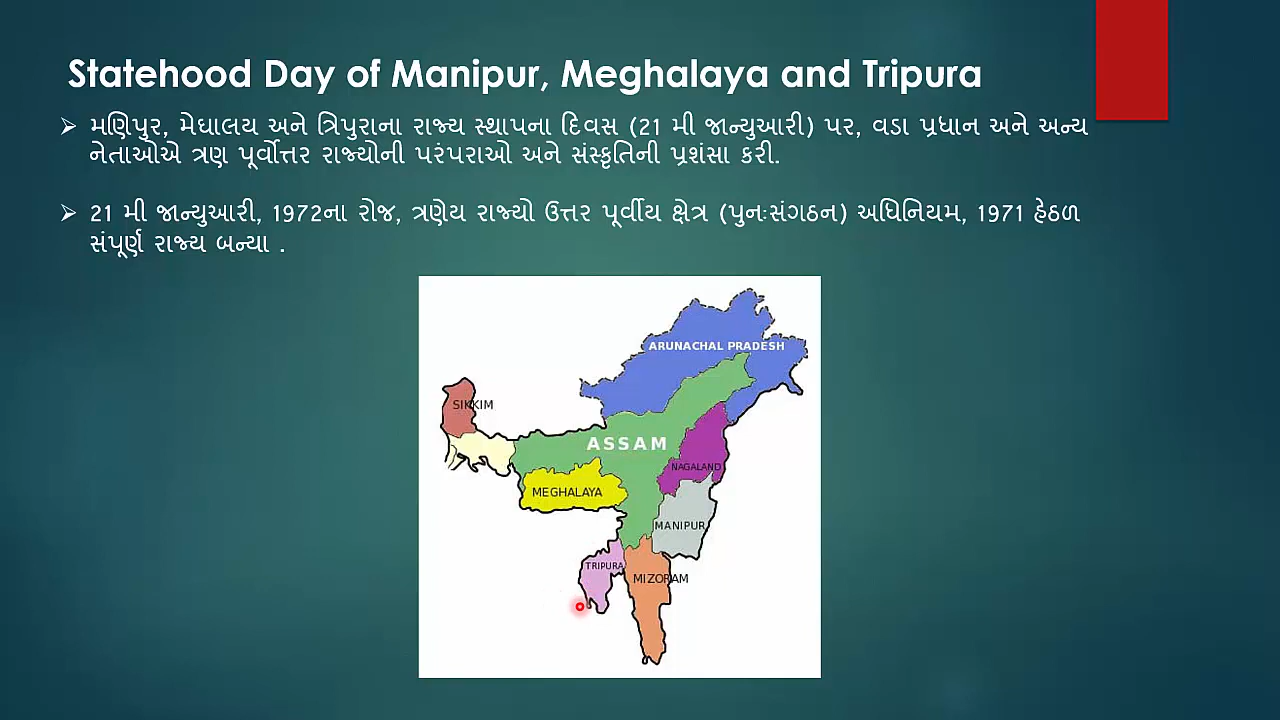 Statehood Day of Manipur, Meghalaya and Tripura
➢ મણિપુર, મેઘાલય અને ત્રિપુરાના રાજ્ય સ્થાપના દિવસ (21 મી જાન્યુઆરી) પર, વડા પ્રધાન અને અન્ય
નેતાઓએ ત્રણ પૂર્વોત્તર રાજ્યોની પરંપરાઓ અને સંસ્કૃતિની પ્રશંસા કરી.
➢ 21 મી જાન્યુઆરી, 1972ના રોજ, ત્રણેય રાજ્યો ઉત્તર પૂર્વીય ક્ષેત્ર (પુનઃસંગઠન) અધિનિયમ, 1971 હેઠળ
સંપૂર્ણ રાજ્ય બન્યા .
ARUNACHAL PRADESH
SIKKIM
ASSAM
NAGALAND
MEGHALAYA
MANIPUR
TRIPURA
MIZORAM